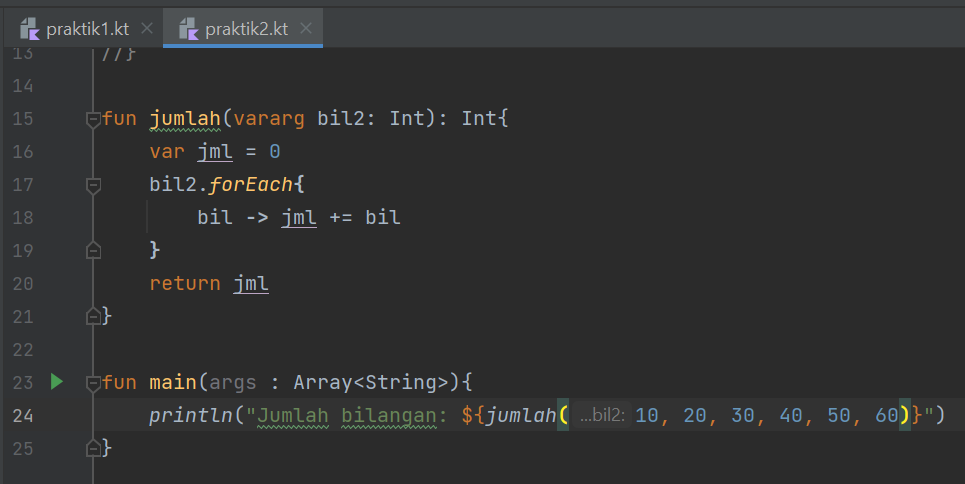 praktik1.kt praktik2.kt
13 //}
14
15 fun jumlah(vararg bil2: Int): Int{
16 var jml = 0
17 bil2.forEach{
18 bil -> jml += bil
19 }
20 return jml
21 }
22
23 fun main(args : Array<String>){
24 println("Jumlah bilangan: ${jumlah( ...bil2: 10, 20, 30, 40, 50, 60)}")
25 }